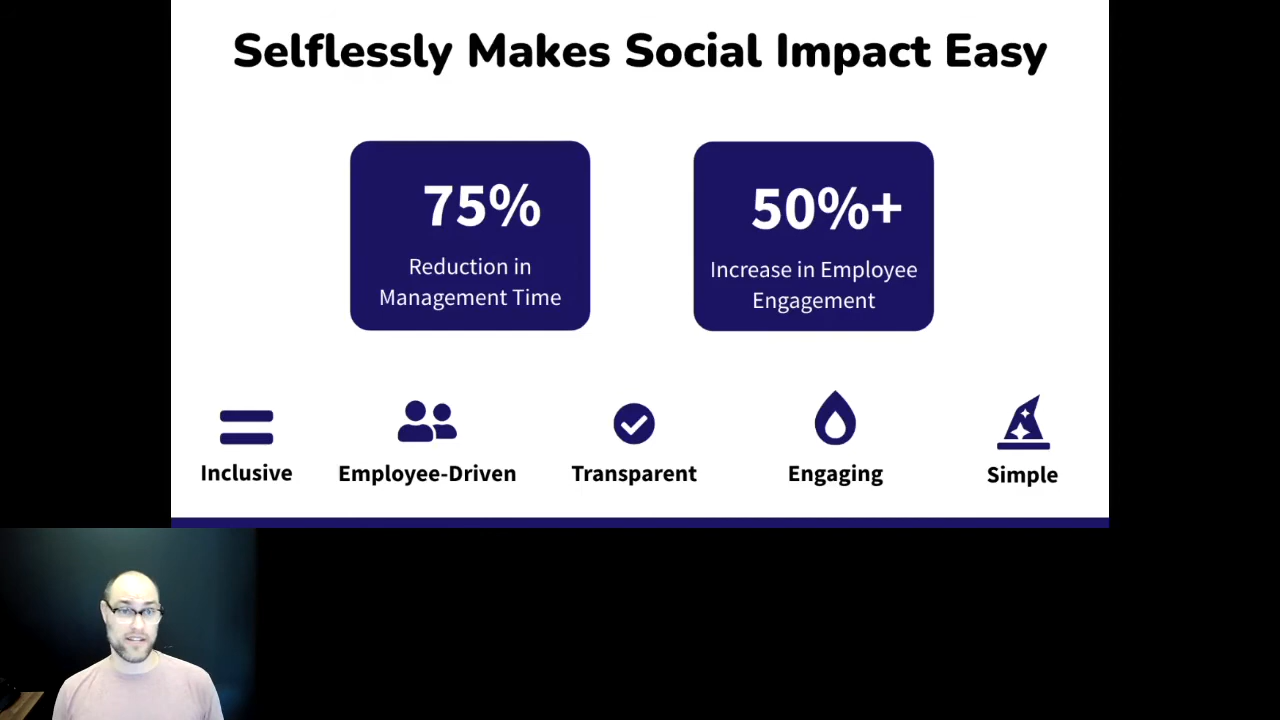 Selflessly Makes Social Impact Easy
75%
Reduction in
Management Time
50%+
Increase in Employee
Engagement
Inclusive
Employee-Driven
Transparent
Engaging
Simple